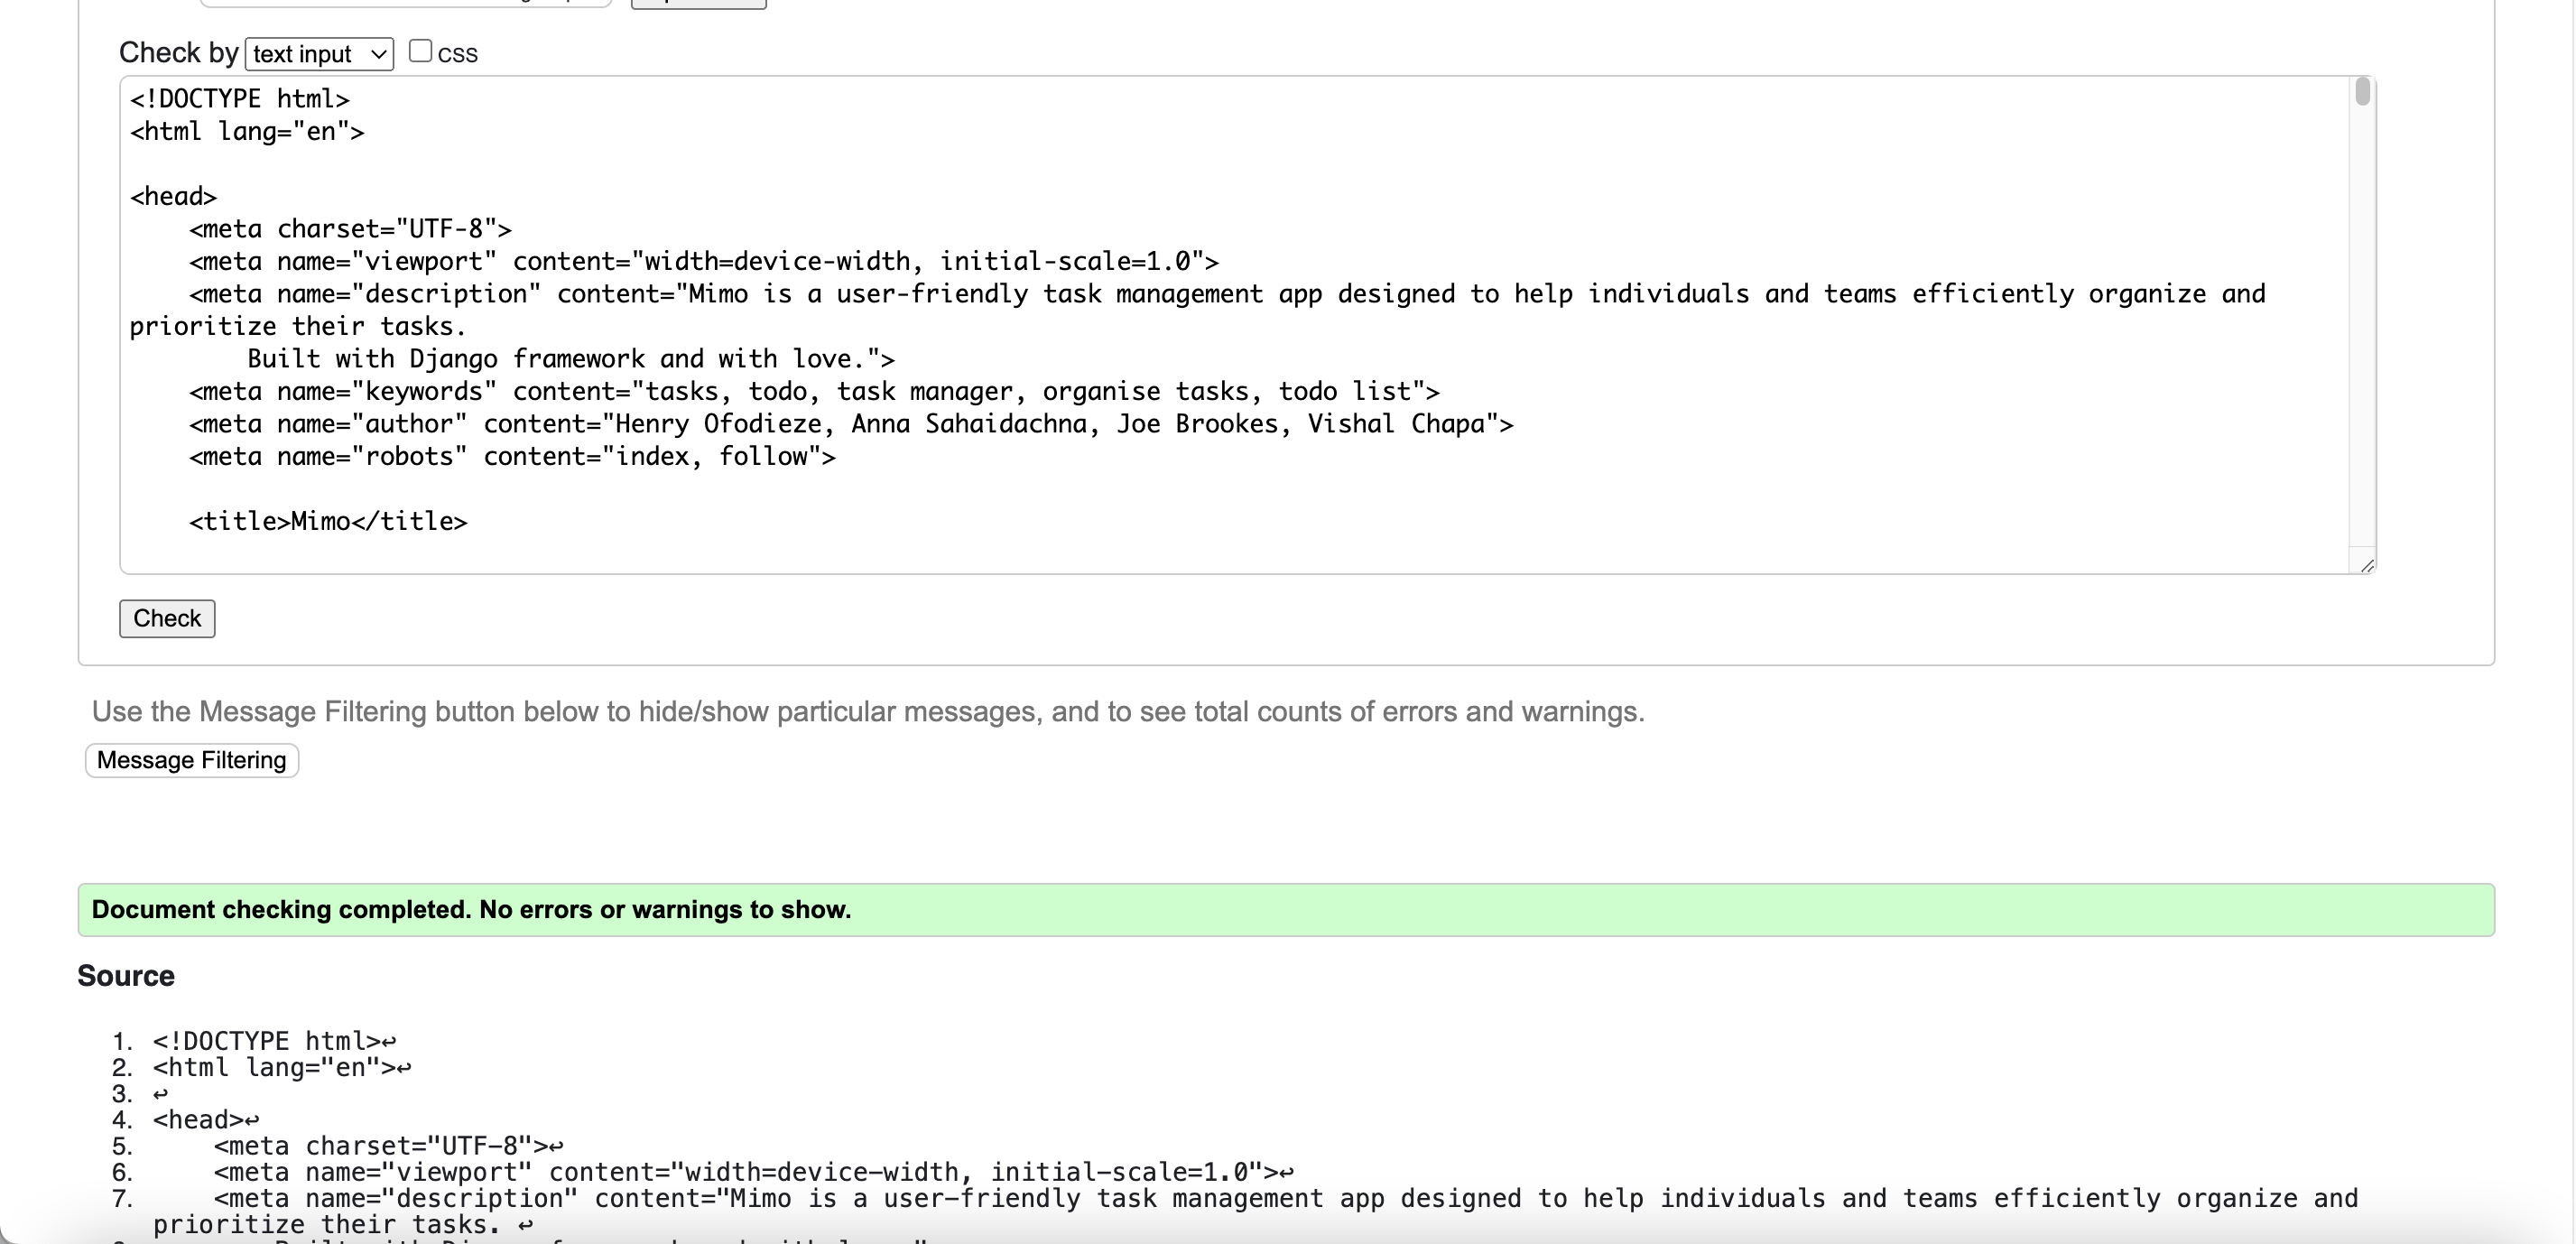 Check by text input CSS
<!DOCTYPE html>
<html lang="en">
<head>
    <meta charset="UTF-8">
    <meta name="viewport" content="width=device-width, initial-scale=1.0">
    <meta name="description" content="Mimo is a user-friendly task management app designed to help individuals and teams efficiently organize and
prioritize their tasks.
        Built with Django framework and with love.">
    <meta name="keywords" content="tasks, todo, task manager, organise tasks, todo list">
    <meta name="author" content="Henry Ofodieze, Anna Sahaidachna, Joe Brookes, Vishal Chapa">
    <meta name="robots" content="index, follow">
    <title>Mimo</title>
Check
Use the Message Filtering button below to hide/show particular messages, and to see total counts of errors and warnings.
Message Filtering
Document checking completed. No errors or warnings to show.
Source
1. <!DOCTYPE html>↩
2. <html lang="en">↩
3. ↩
4. <head>↩
5.     <meta charset="UTF-8">↩
6.     <meta name="viewport" content="width=device-width, initial-scale=1.0">↩
7.     <meta name="description" content="Mimo is a user-friendly task management app designed to help individuals and teams efficiently organize and
prioritize their tasks. ↩